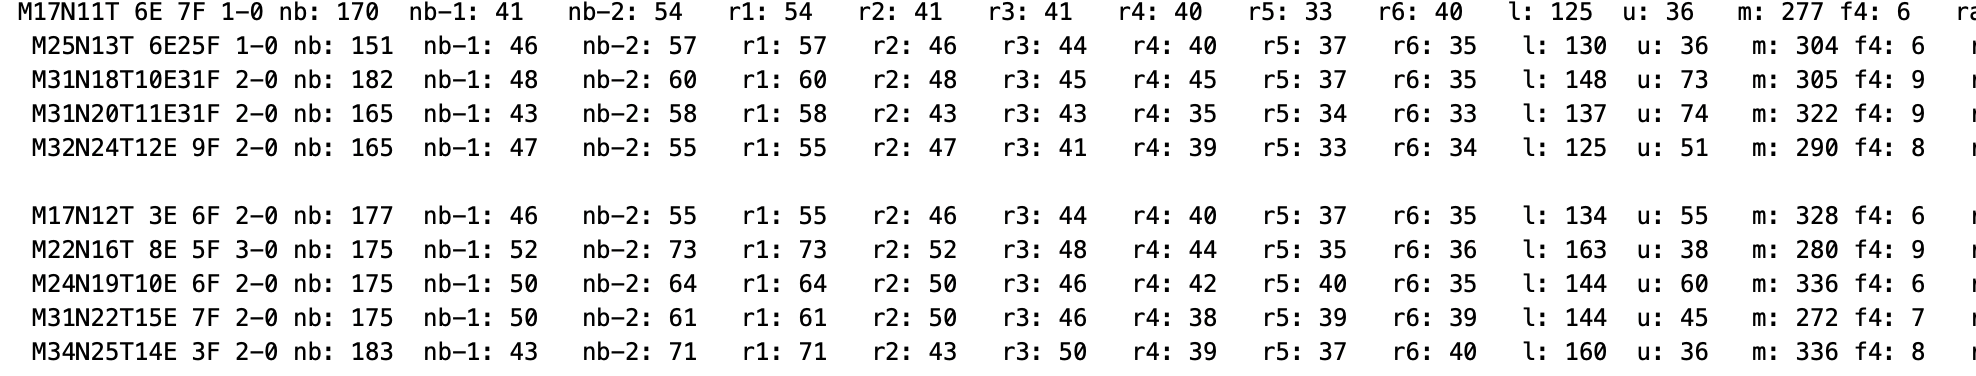 M17N11T 6E 7F 1-0 nb: 170 nb-1: 41 nb-2: 54 r1: 54 r2: 41 r3: 41 r4: 40 r5: 33 r6: 40 l: 125 u: 36 m: 277 f4: 6
M25N13T 6E25F 1-0 nb: 151 nb-1: 46 nb-2: 57 r1: 57 r2: 46 r3: 44 r4: 40 r5: 37 r6: 35 l: 130 u: 36 m: 304 f4: 6
M31N18T10E31F 2-0 nb: 182 nb-1: 48 nb-2: 60 r1: 60 r2: 48 r3: 45 r4: 45 r5: 37 r6: 35 l: 148 u: 73 m: 305 f4: 9
M31N20T11E31F 2-0 nb: 165 nb-1: 43 nb-2: 58 r1: 58 r2: 43 r3: 43 r4: 35 r5: 34 r6: 33 l: 137 u: 74 m: 322 f4: 9
M32N24T12E 9F 2-0 nb: 165 nb-1: 47 nb-2: 55 r1: 55 r2: 47 r3: 41 r4: 39 r5: 33 r6: 34 l: 125 u: 51 m: 290 f4: 8
M17N12T 3E 6F 2-0 nb: 177 nb-1: 46 nb-2: 55 r1: 55 r2: 46 r3: 44 r4: 40 r5: 37 r6: 35 l: 134 u: 55 m: 328 f4: 6
M22N16T 8E 5F 3-0 nb: 175 nb-1: 52 nb-2: 73 r1: 73 r2: 52 r3: 48 r4: 44 r5: 35 r6: 36 l: 163 u: 38 m: 280 f4: 9
M24N19T10E 6F 2-0 nb: 175 nb-1: 50 nb-2: 64 r1: 64 r2: 50 r3: 46 r4: 42 r5: 40 r6: 35 l: 144 u: 60 m: 336 f4: 6
M31N22T15E 7F 2-0 nb: 175 nb-1: 50 nb-2: 61 r1: 61 r2: 50 r3: 46 r4: 38 r5: 39 r6: 39 l: 144 u: 45 m: 272 f4: 7
M34N25T14E 3F 2-0 nb: 183 nb-1: 43 nb-2: 71 r1: 71 r2: 43 r3: 50 r4: 39 r5: 37 r6: 40 l: 160 u: 36 m: 336 f4: 8